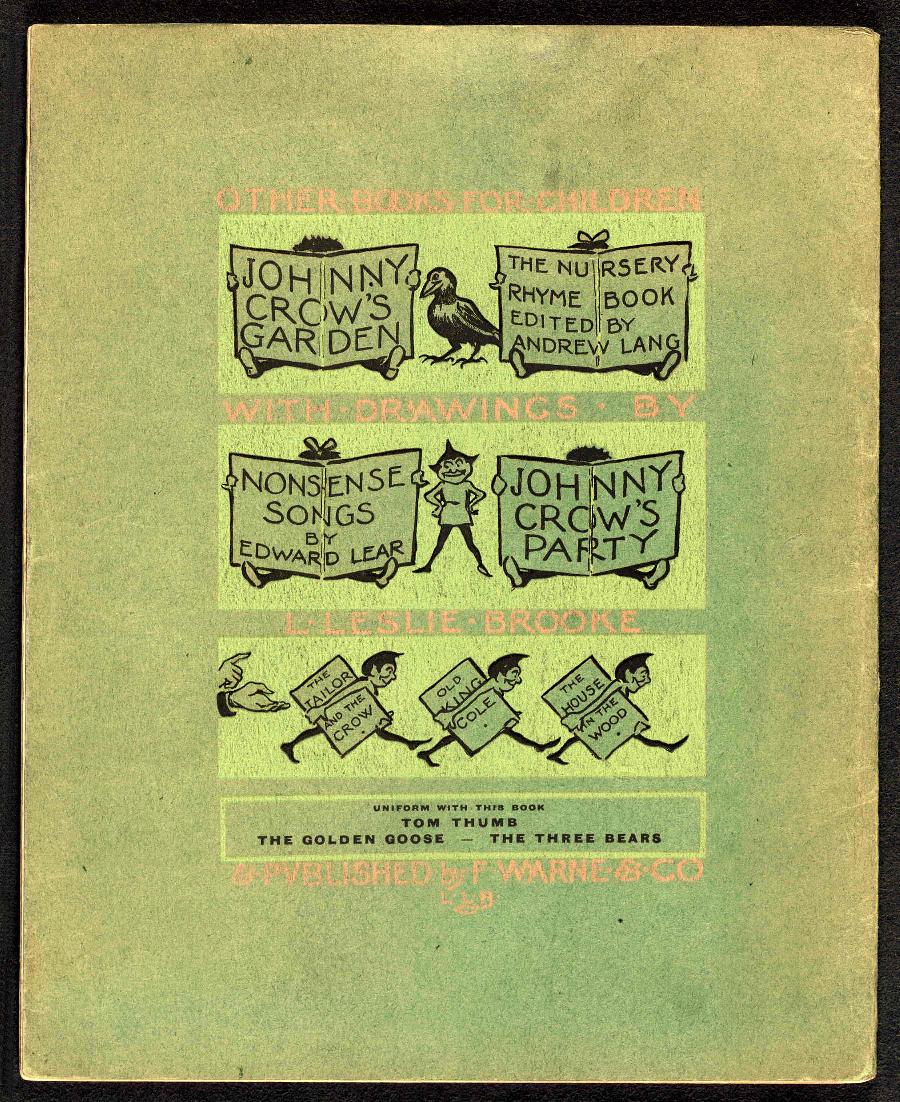 OTHER·BOOKS·FOR·CHILDREN
JOHNNY
CROW'S
GARDEN
THE NURSERY
RHYME BOOK
EDITED BY
ANDREW LANG
WITH·DRAWINGS·BY
NONSENSE
SONGS
BY
EDWARD LEAR
JOHNNY
CROW'S
PARTY
L·LESLIE·BROOKE
THE
TAILOR
AND THE
CROW
OLD
KING
COLE
THE
HOUSE
IN THE
WOOD
UNIFORM WITH THIS BOOK
TOM THUMB
THE GOLDEN GOOSE — THE THREE BEARS
&·PVBLISHED·by·F·WARNE·&·CO
L.L.B.